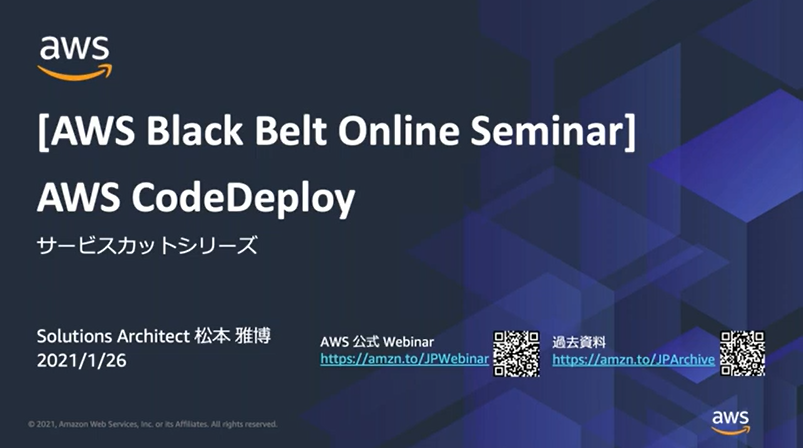 aws
[AWS Black Belt Online Seminar]
AWS CodeDeploy
サービスカットシリーズ
Solutions Architect 松本 雅博
2021/1/26
AWS 公式 Webinar
https://amzn.to/JPWebinar
過去資料
https://amzn.to/JPArchive
© 2021, Amazon Web Services, Inc. or its Affiliates. All rights reserved.
aws